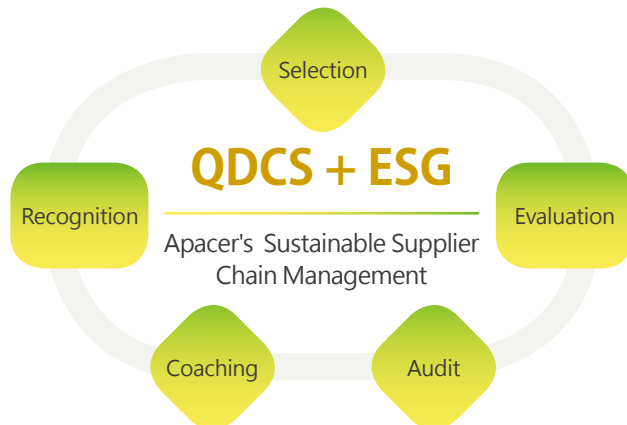 Selection
QDCS + ESG
Recognition
Evaluation
Apacer's Sustainable Supplier
Chain Management
Coaching
Audit